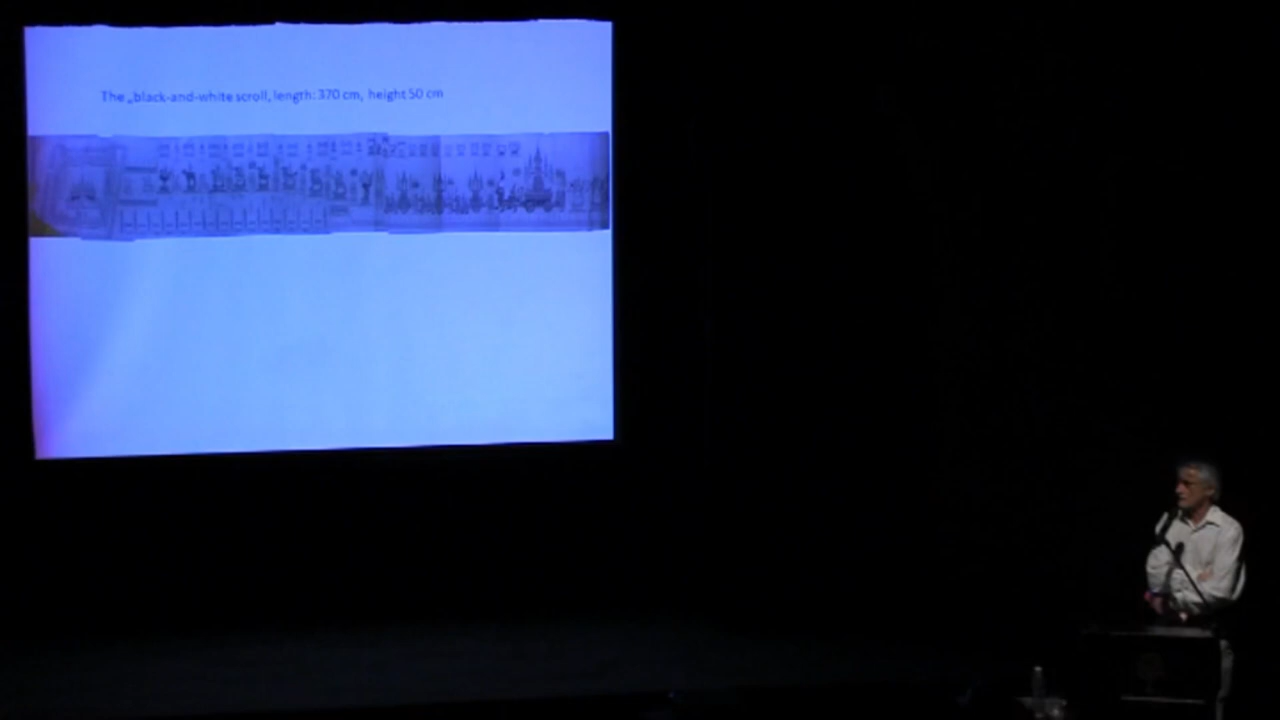 The „black-and-white scroll, length: 370 cm, height 50 cm